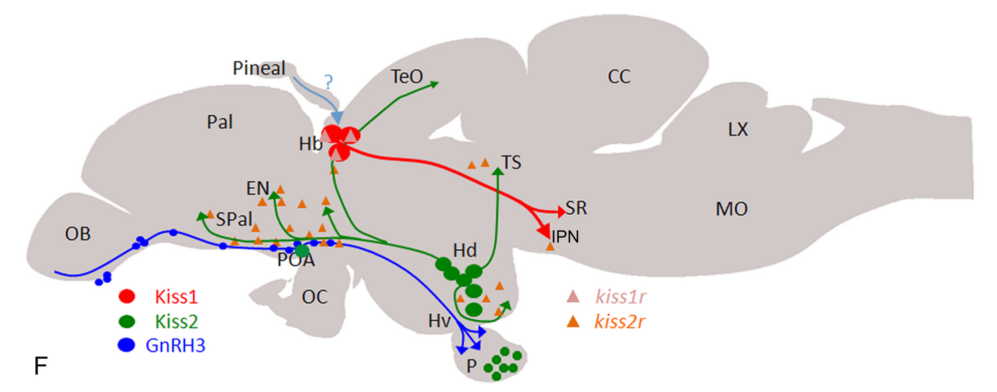 Pineal
?
TeO
CC
Pal
Hb
LX
TS
EN
SPal
SR
MO
OB
IPN
POA
Hd
OC
Kiss1
kiss1r
Kiss2
Hv
kiss2r
GnRH3
P
F